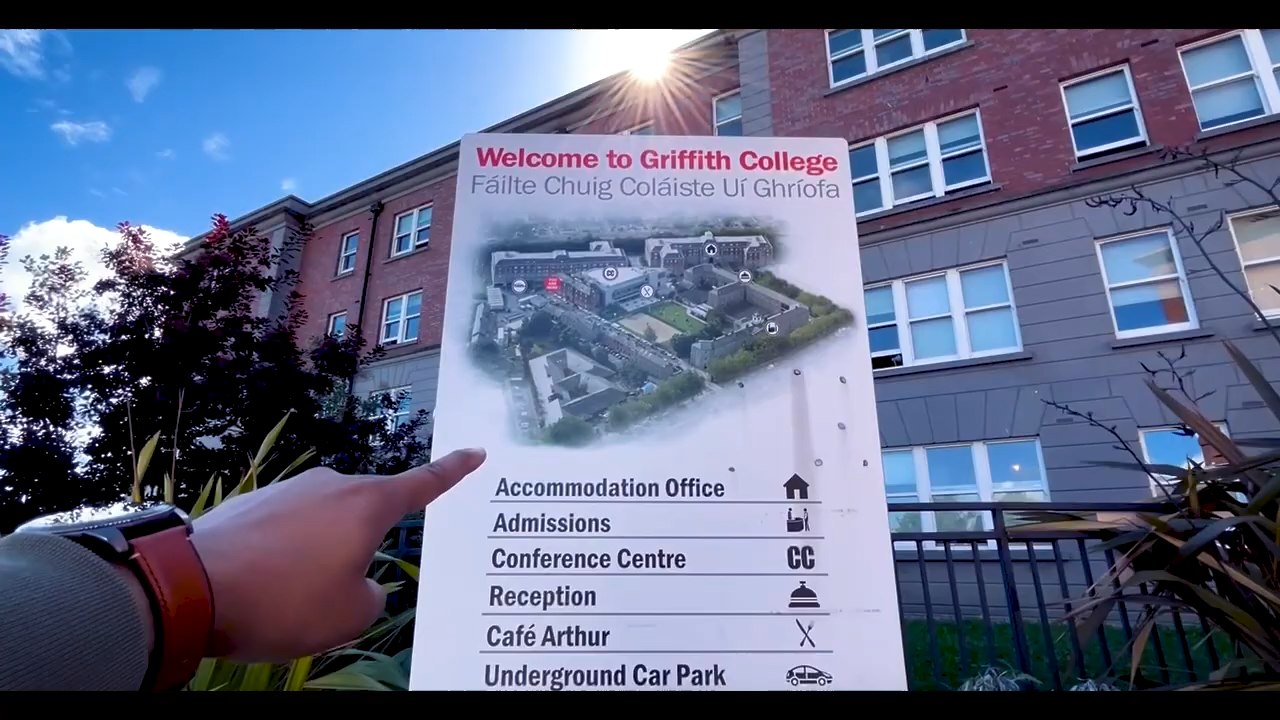 Welcome to Griffith College
Fáilte Chuig Coláiste Uí Ghríofa
CC
Accommodation Office
Admissions
Conference Centre CC
Reception
Café Arthur
Underground Car Park